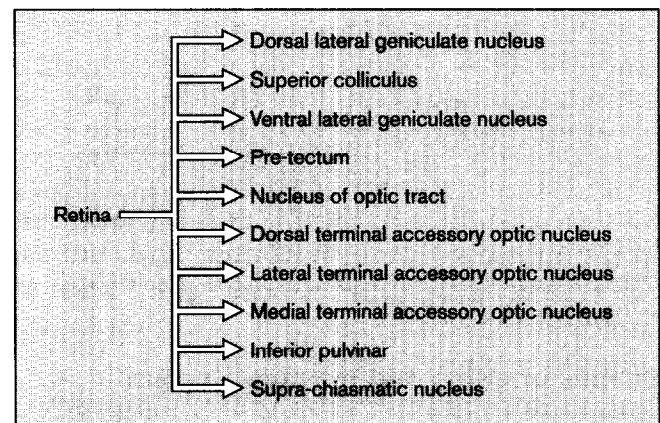 Dorsal lateral geniculate nucleus
Superior colliculus
Ventral lateral geniculate nucleus
Pre-tectum
Nucleus of optic tract
Retina
Dorsal terminal accessory optic nucleus
Lateral terminal accessory optic nucleus
Medial terminal accessory optic nucleus
Inferior pulvinar
Supra-chiasmatic nucleus